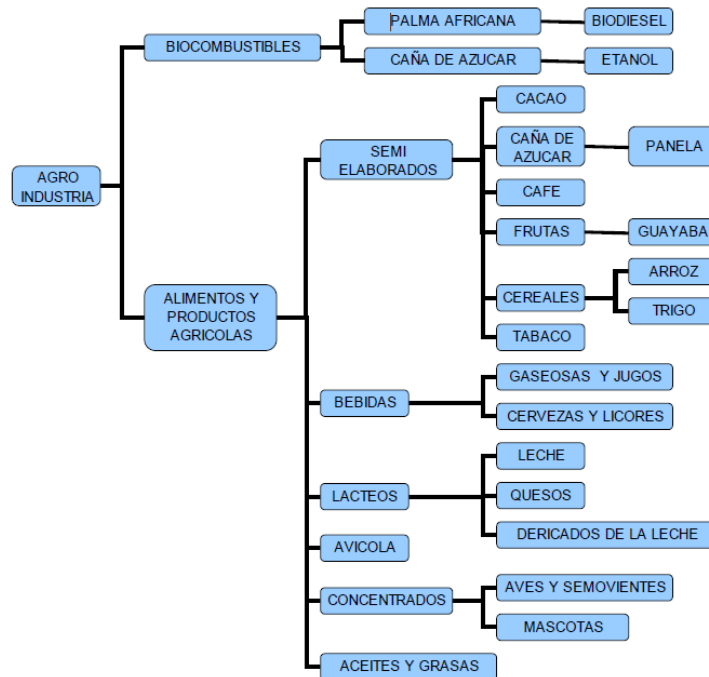 PALMA AFRICANA
BIODIESEL
BIOCOMBUSTIBLES
CAÑA DE AZUCAR
ETANOL
CACAO
SEMI
ELABORADOS
CAÑA DE
AZUCAR
PANELA
AGRO
INDUSTRIA
CAFE
FRUTAS
GUAYABA
ARROZ
CEREALES
TRIGO
ALIMENTOS Y
PRODUCTOS
AGRICOLAS
TABACO
GASEOSAS Y JUGOS
BEBIDAS
CERVEZAS Y LICORES
LECHE
LACTEOS
QUESOS
DERICADOS DE LA LECHE
AVICOLA
AVES Y SEMOVIENTES
CONCENTRADOS
MASCOTAS
ACEITES Y GRASAS